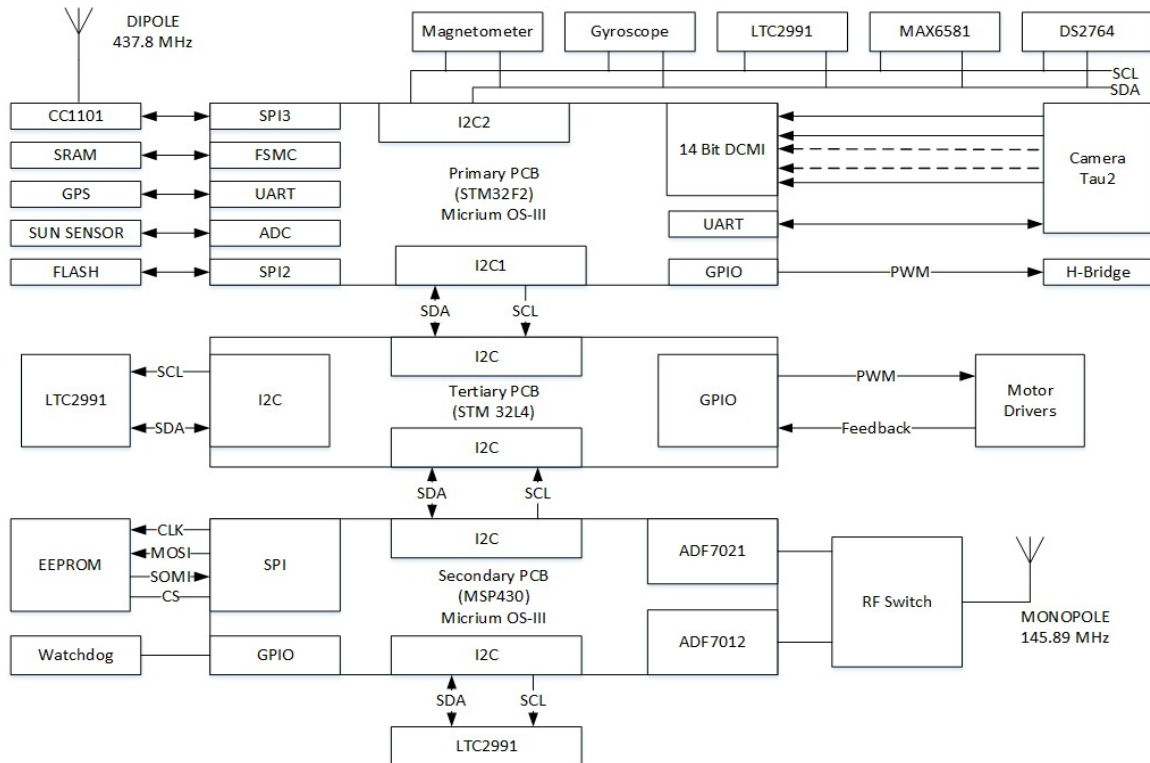 DIPOLE
437.8 MHz
Magnetometer
Gyroscope
LTC2991
MAX6581
DS2764
SCL
SDA
CC1101
SPI3
I2C2
SRAM
FSMC
14 Bit DCMI
Camera
Tau2
GPS
UART
Primary PCB
(STM32F2)
Micrium OS-III
SUN SENSOR
ADC
UART
FLASH
SPI2
I2C1
GPIO
PWM
H-Bridge
SDA
SCL
I2C
LTC2991
SCL
SDA
I2C
Tertiary PCB
(STM 32L4)
GPIO
PWM
Feedback
Motor
Drivers
I2C
SDA
SCL
EEPROM
CLK
MOSI
SOMI
CS
SPI
I2C
Secondary PCB
(MSP430)
Micrium OS-III
ADF7021
RF Switch
MONOPOLE
145.89 MHz
Watchdog
GPIO
I2C
ADF7012
SDA
SCL
LTC2991